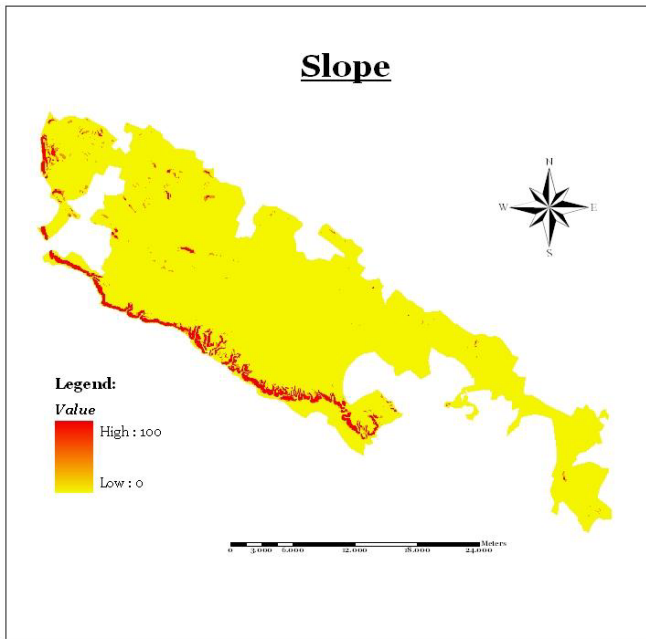 Slope
N
W E
S
Legend:
Value
High : 100
Low : 0
Meters
0 3.000 6.000 12.000 18.000 24.000